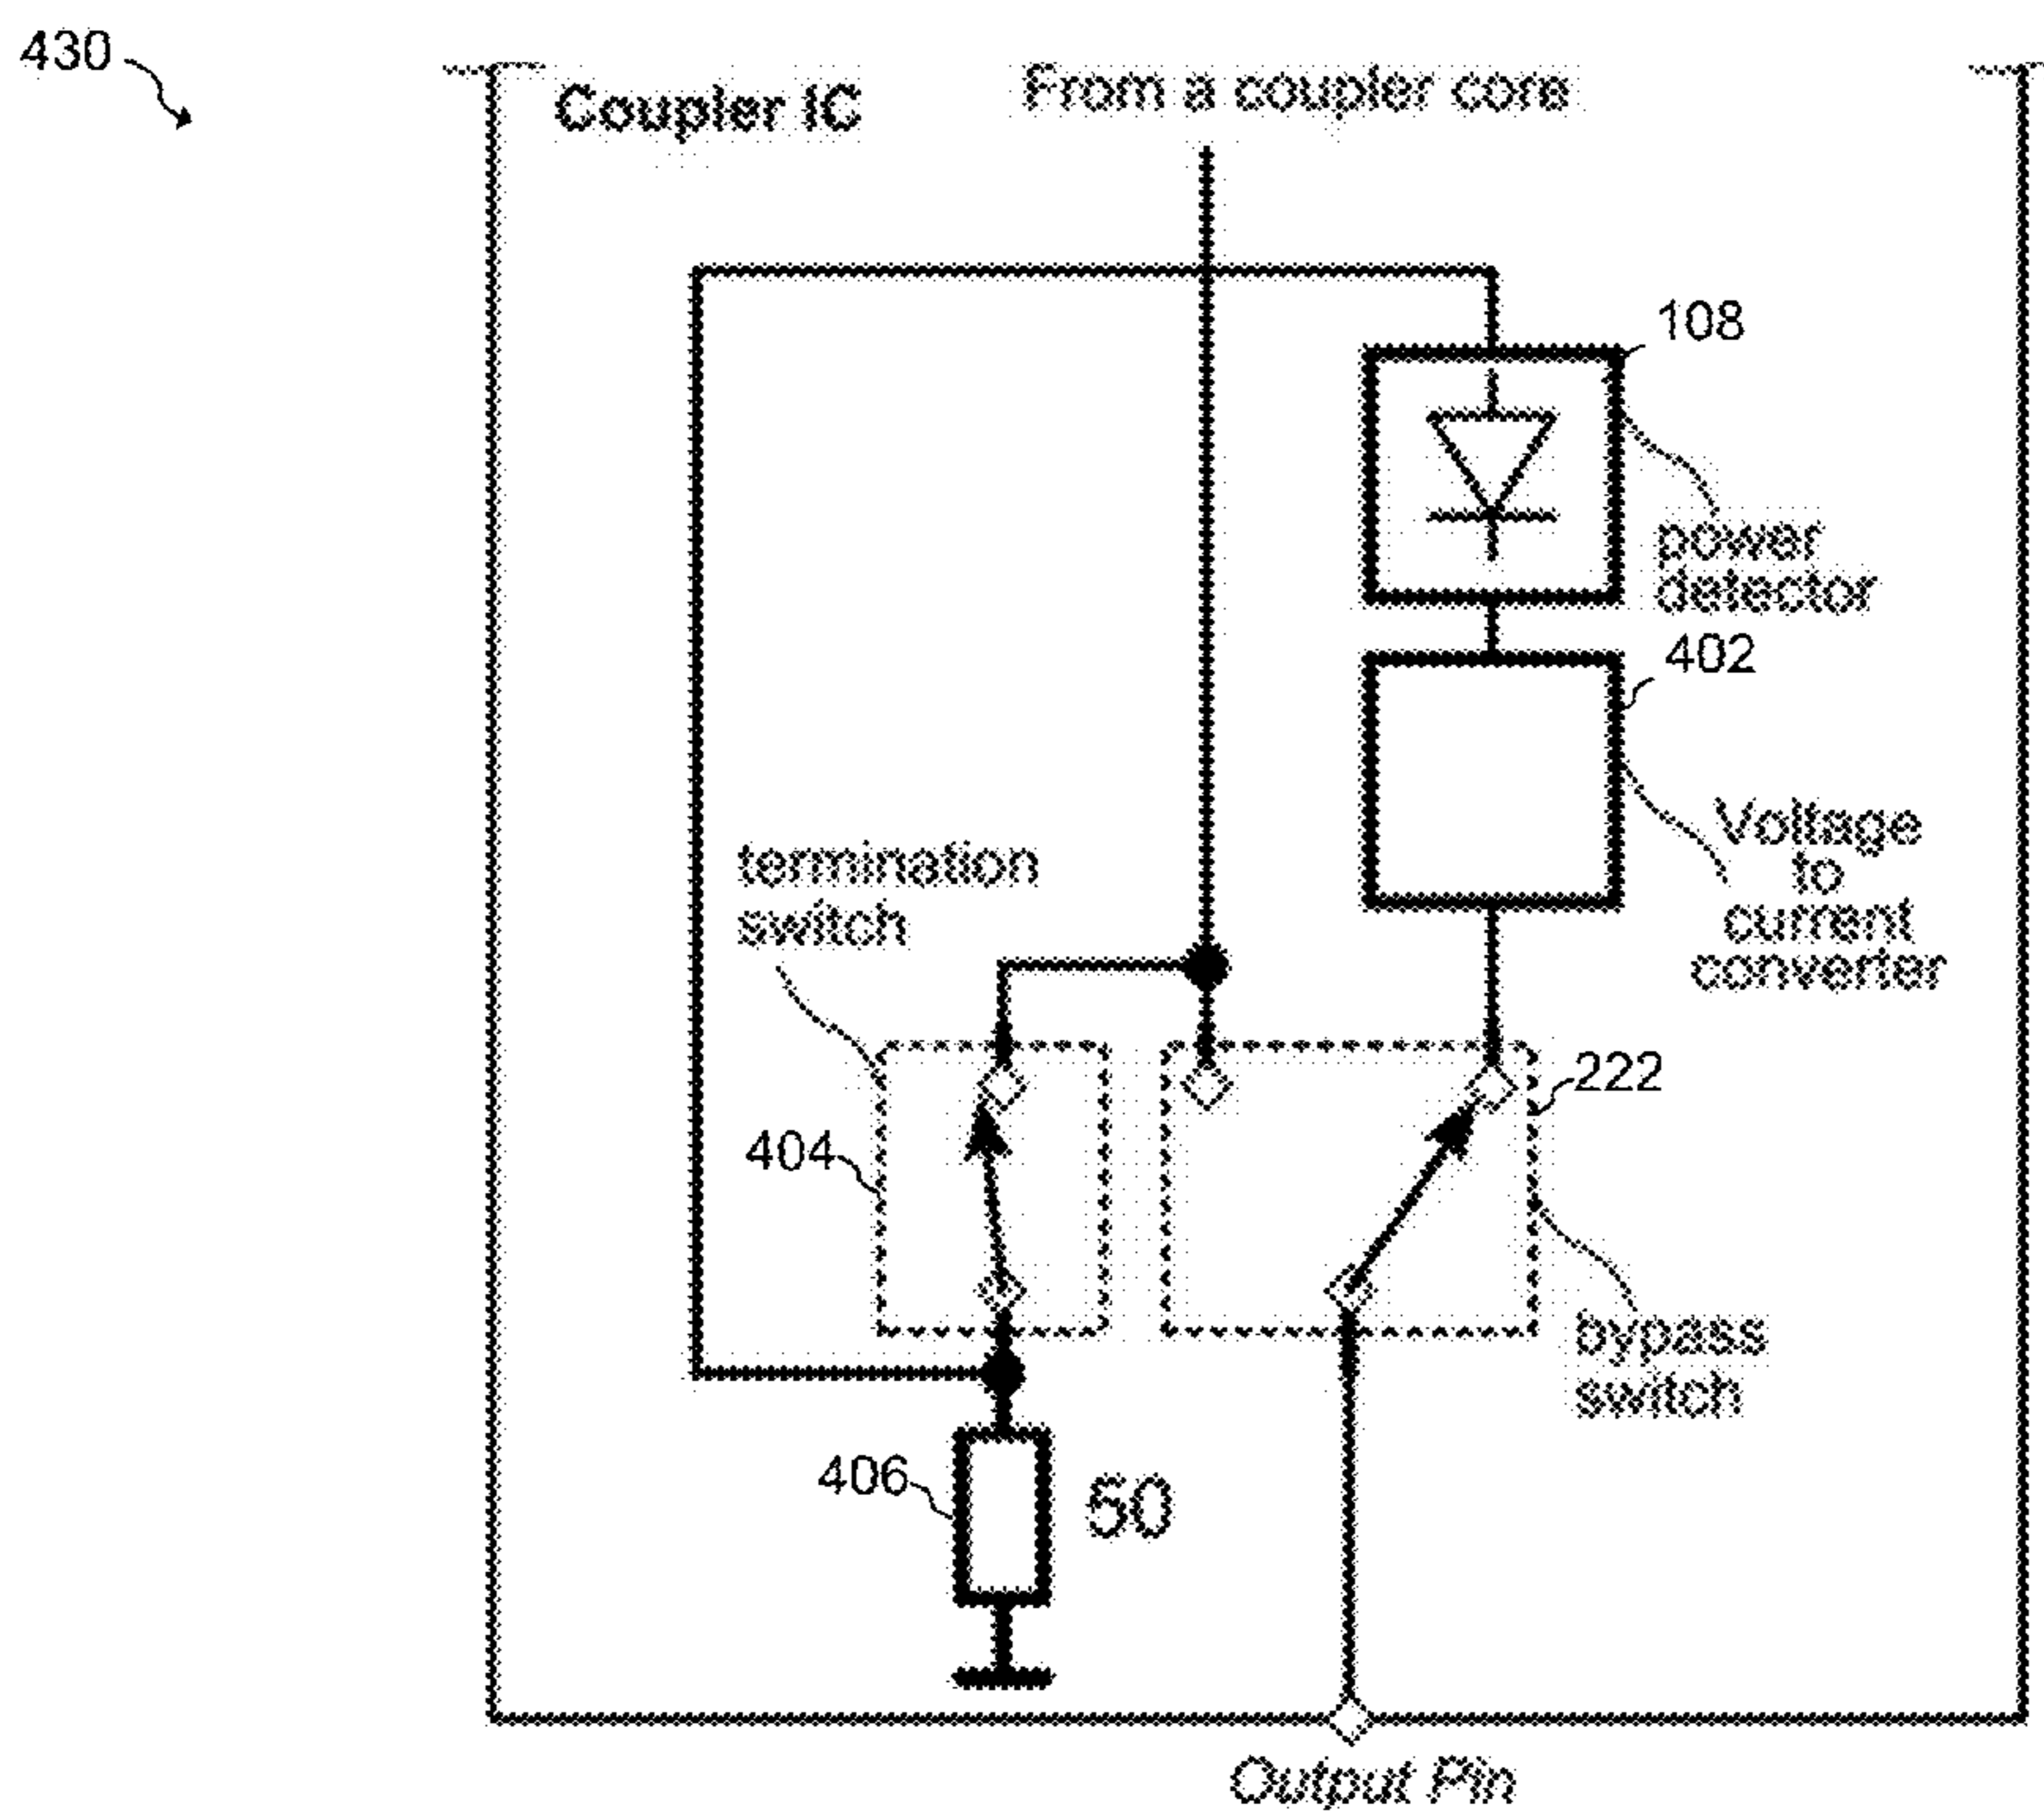 430
Coupler IC
From a coupler core
108
power
detector
402
Voltage
to
current
converter
termination
switch
222
404
bypass
switch
406
50
Output Pin